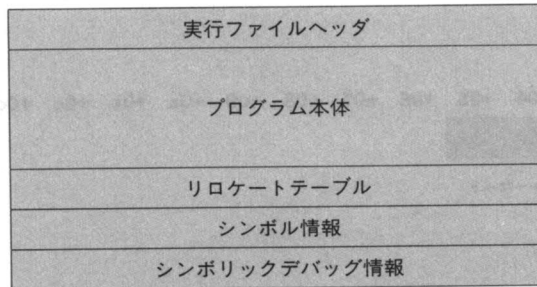 実行ファイルヘッダ
プログラム本体
リロケートテーブル
シンボル情報
シンボリックデバッグ情報